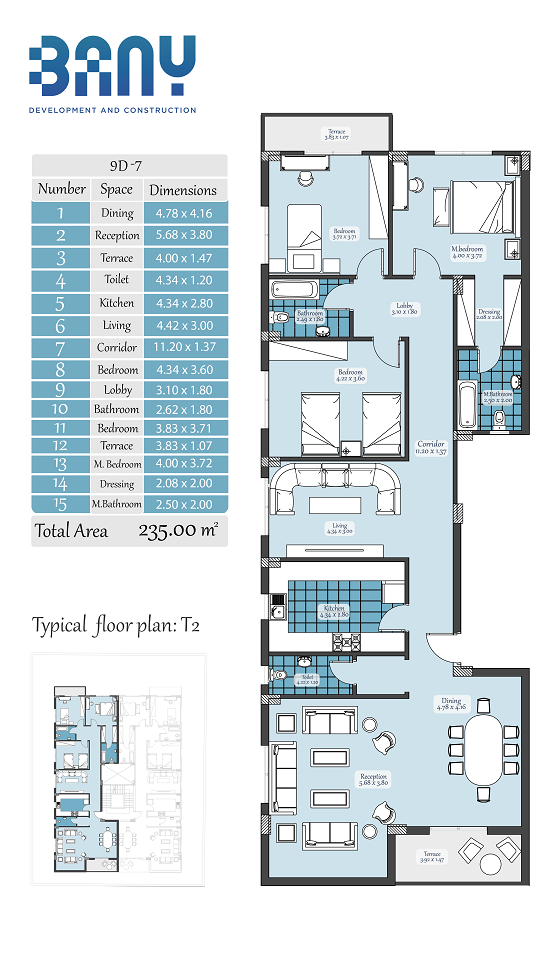 BANY
DEVELOPMENT AND CONSTRUCTION
9D-7
Number Space Dimensions
1 Dining 4.78 x 4.16
2 Reception 5.68 x 3.80
3 Terrace 4.00 x 1.47
4 Toilet 4.34 x 1.20
5 Kitchen 4.34 x 2.80
6 Living 4.42 x 3.00
7 Corridor 11.20 x 1.37
8 Bedroom 4.34 x 3.60
9 Lobby 3.10 x 1.80
10 Bathroom 2.62 x 1.80
11 Bedroom 3.83 x 3.71
12 Terrace 3.83 x 1.07
13 M. Bedroom 4.00 x 3.72
14 Dressing 2.08 x 2.00
15 M.Bathroom 2.50 x 2.00
Total Area 235.00 m²
Typical floor plan: T2
Terrace
3.83 x 1.07
Bedroom
3.72 x 3.71
M.bedroom
4.00 x 3.72
Lobby
3.10 x 1.80
Bathroom
2.49 x 1.80
Dressing
2.08 x 2.00
Bedroom
4.22 x 3.60
M.Bathroom
2.50 x 2.00
Corridor
11.20 x 1.37
Living
4.34 x 3.00
Kitchen
4.34 x 2.80
Toilet
4.22 x 1.20
Dining
4.78 x 4.16
Reception
5.68 x 3.80
Terrace
3.92 x 1.47